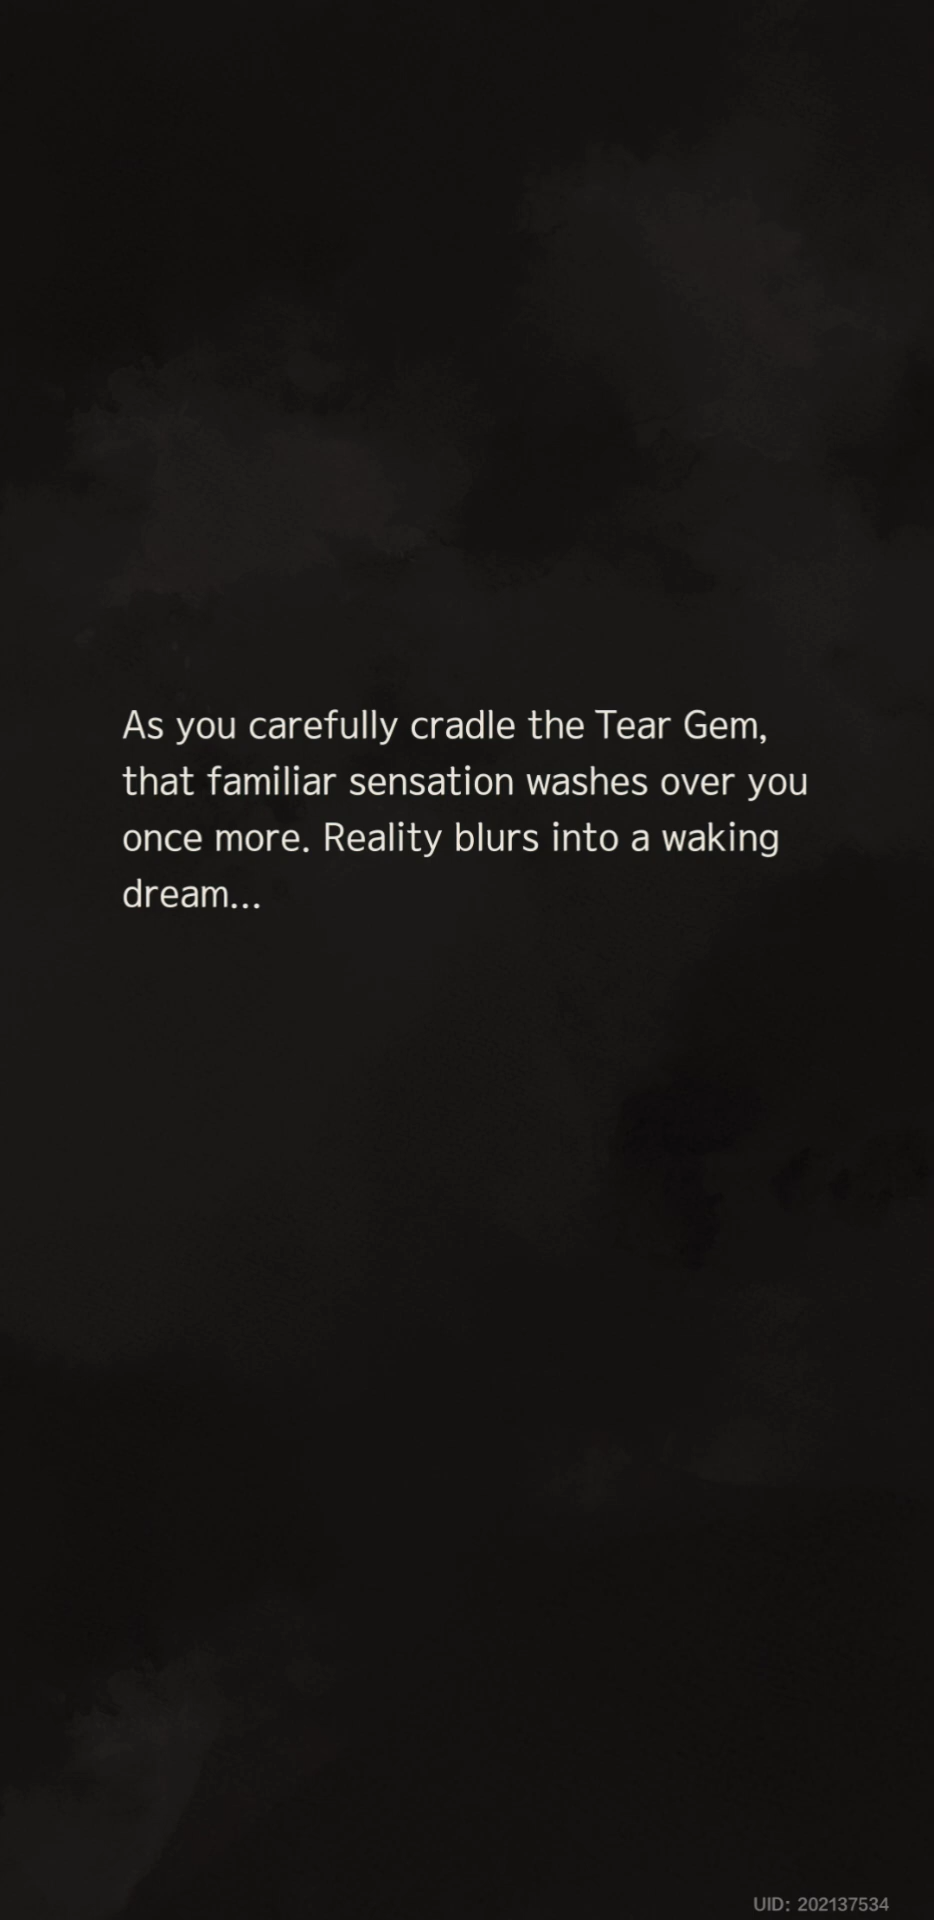 As you carefully cradle the Tear Gem,
that familiar sensation washes over you
once more. Reality blurs into a waking
dream...
UID: 202137534